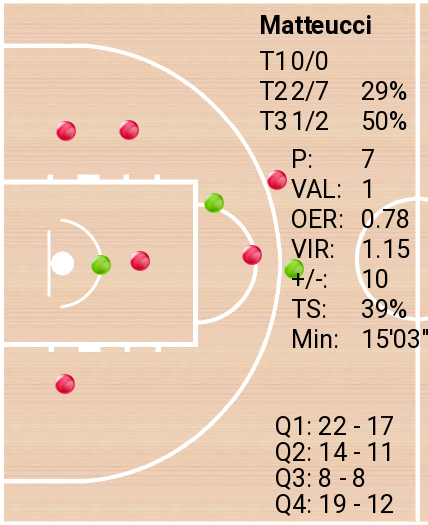 Matteucci
T1 0/0
T2 2/7 29%
T3 1/2 50%
P: 7
VAL: 1
OER: 0.78
VIR: 1.15
+/-: 10
TS: 39%
Min: 15'03"
Q1: 22 - 17
Q2: 14 - 11
Q3: 8 - 8
Q4: 19 - 12